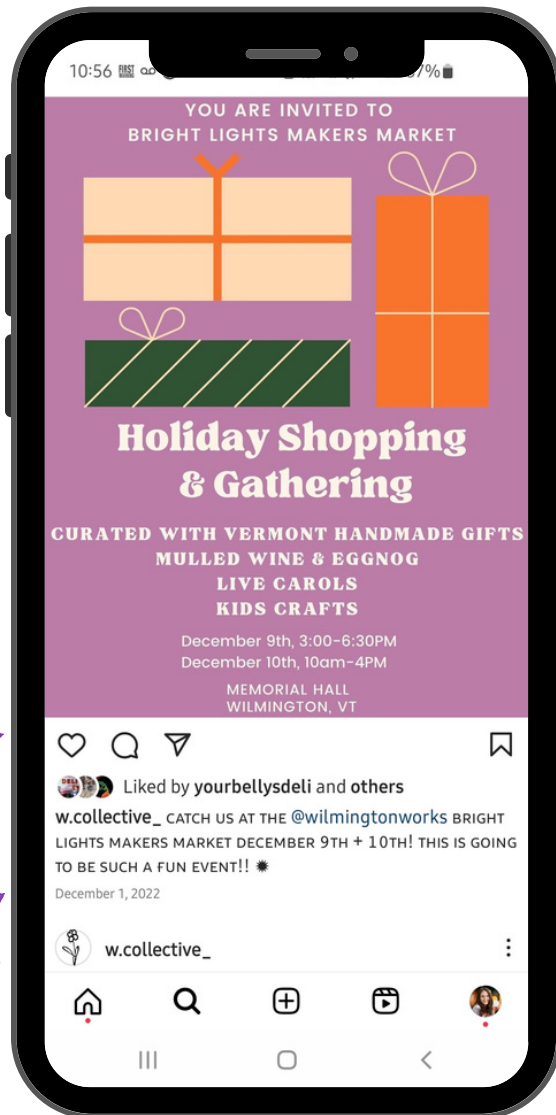 10:56
YOU ARE INVITED TO
BRIGHT LIGHTS MAKERS MARKET
Holiday Shopping
& Gathering
CURATED WITH VERMONT HANDMADE GIFTS
MULLED WINE & EGGNOG
LIVE CAROLS
KIDS CRAFTS
December 9th, 3:00-6:30PM
December 10th, 10am-4PM
MEMORIAL HALL
WILMINGTON, VT
Liked by yourbellysdeli and others
w.collective_ CATCH US AT THE @wilmingtonworks BRIGHT
LIGHTS MAKERS MARKET DECEMBER 9TH + 10TH! THIS IS GOING
TO BE SUCH A FUN EVENT!! ✹
December 1, 2022
w.collective_